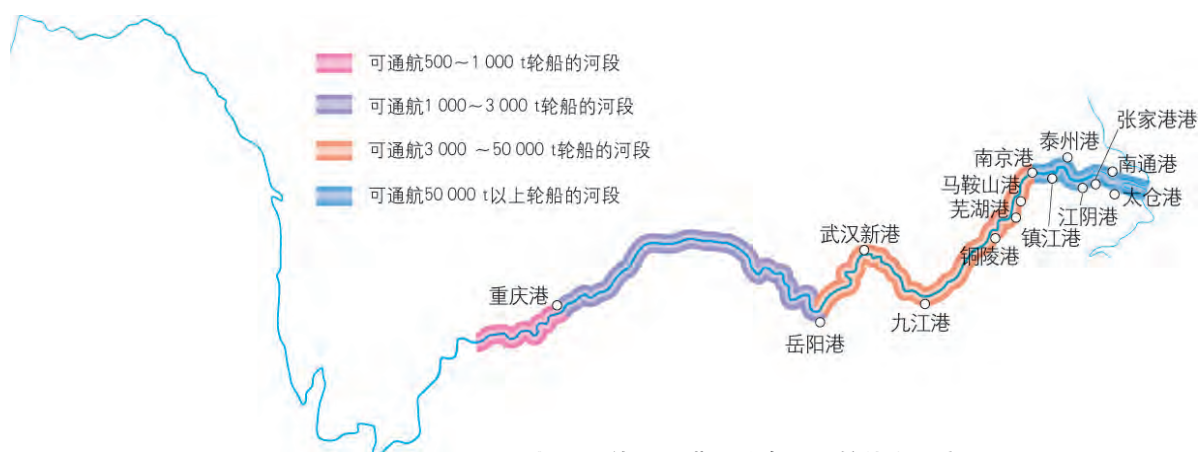 可通航500～1 000 t轮船的河段
可通航1 000～3 000 t轮船的河段
可通航3 000 ～50 000 t轮船的河段
可通航50 000 t以上轮船的河段
张家港港
泰州港
南京港
南通港
马鞍山港
太仓港
芜湖港
江阴港
镇江港
铜陵港
武汉新港
重庆港
九江港
岳阳港